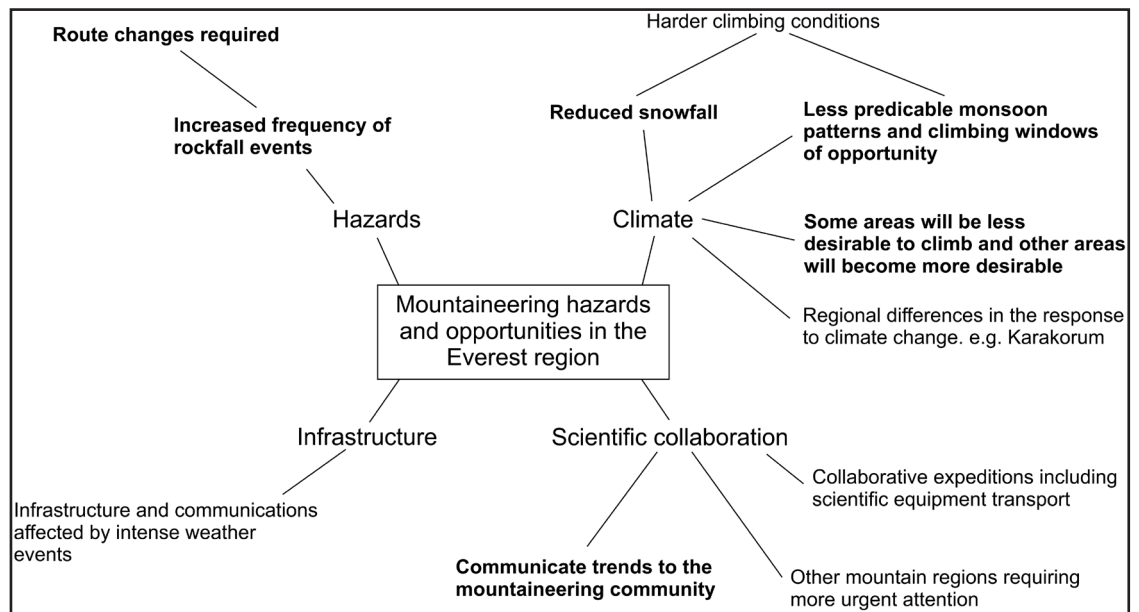 Route changes required
Harder climbing conditions
Increased frequency of
rockfall events
Reduced snowfall
Less predicable monsoon
patterns and climbing windows
of opportunity
Hazards
Climate
Some areas will be less
desirable to climb and other areas
will become more desirable
Regional differences in the response
to climate change. e.g. Karakorum
Mountaineering hazards
and opportunities in the
Everest region
Infrastructure
Scientific collaboration
Infrastructure and communications
affected by intense weather
events
Collaborative expeditions including
scientific equipment transport
Communicate trends to the
mountaineering community
Other mountain regions requiring
more urgent attention